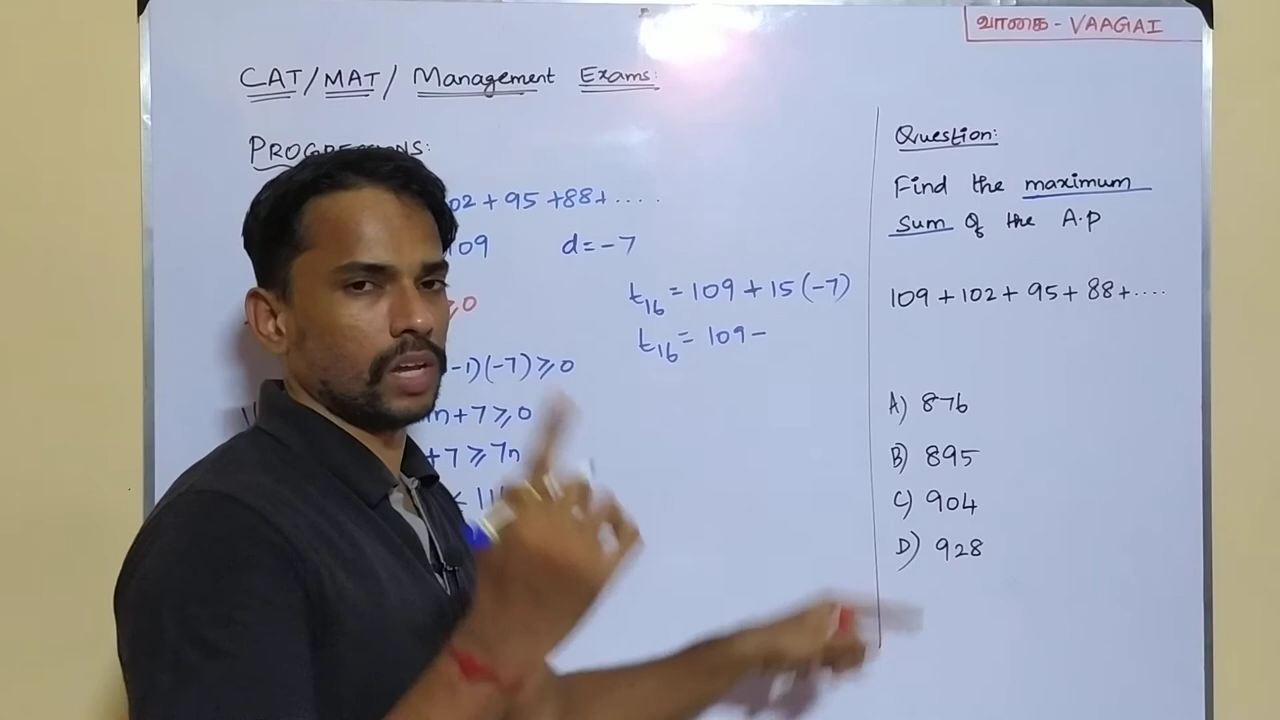 வாகை - VAAGAI
CAT/MAT/ Management Exams:
PROGRESSIONS:
02 + 95 + 88 + ....
109 d = -7
≥0
-1)(-7) ≥ 0
n + 7 ≥ 0
+7 ≥ 7n
t₁₆ = 109 + 15(-7)
t₁₆ = 109 -
Question:
Find the maximum
sum of the A.P
109 + 102 + 95 + 88 + ....
A) 876
B) 895
C) 904
D) 928